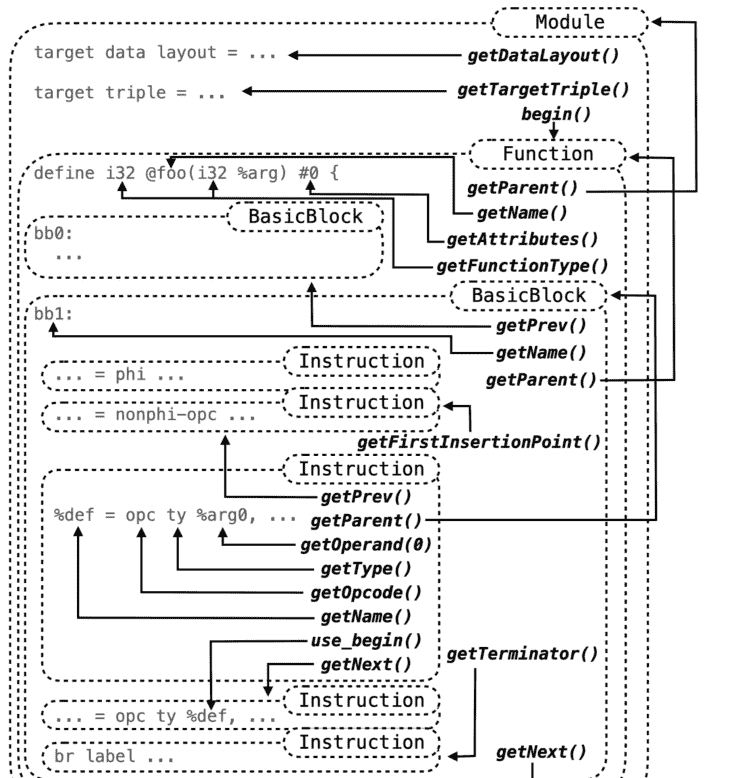 Module
target data layout = ... getDataLayout()
target triple = ... getTargetTriple()
begin()
Function
define i32 @foo(i32 %arg) #0 {
getParent()
getName()
BasicBlock
bb0:
...
getAttributes()
getFunctionType()
BasicBlock
bb1:
getPrev()
getName()
getParent()
Instruction
... = phi ...
Instruction
... = nonphi-opc ...
getFirstInsertionPoint()
Instruction
getPrev()
%def = opc ty %arg0, ... getParent()
getOperand(0)
getType()
getOpcode()
getName()
use_begin()
getNext()
getTerminator()
Instruction
... = opc ty %def, ...
Instruction
br label ...
getNext()